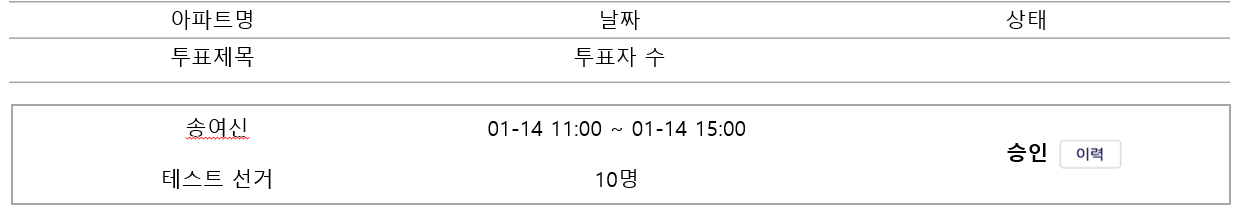 아파트명 날짜 상태
투표제목 투표자 수
송여신 01-14 11:00 ~ 01-14 15:00
승인 이력
테스트 선거 10명